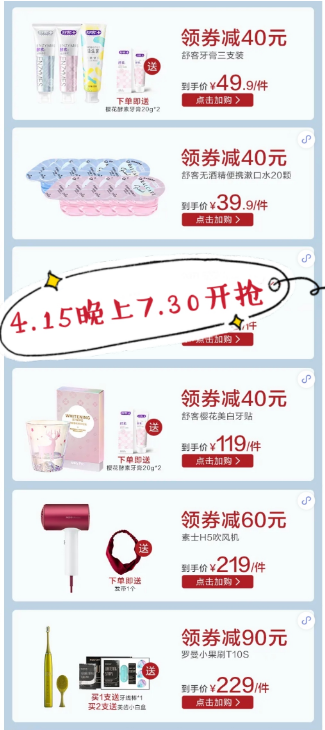 领券减40元
舒客牙膏三支装
送
到手价¥49.9/件
下单即送
樱花酵素牙膏20g*2
点击加购 >
领券减40元
舒客无酒精便携漱口水20颗
到手价¥39.9/件
点击加购 >
4.15晚上7.30开抢
/件
点击加购 >
领券减40元
舒客樱花美白牙贴
WHITENING
送
到手价¥119/件
下单即送
樱花酵素牙膏20g*2
点击加购 >
领券减60元
素士H5吹风机
送
到手价¥219/件
下单即送
发带1个
点击加购 >
领券减90元
罗曼小果刷T10S
送
到手价¥229/件
买1支送牙线棒*1
买2支送美适小白盒
点击加购 >